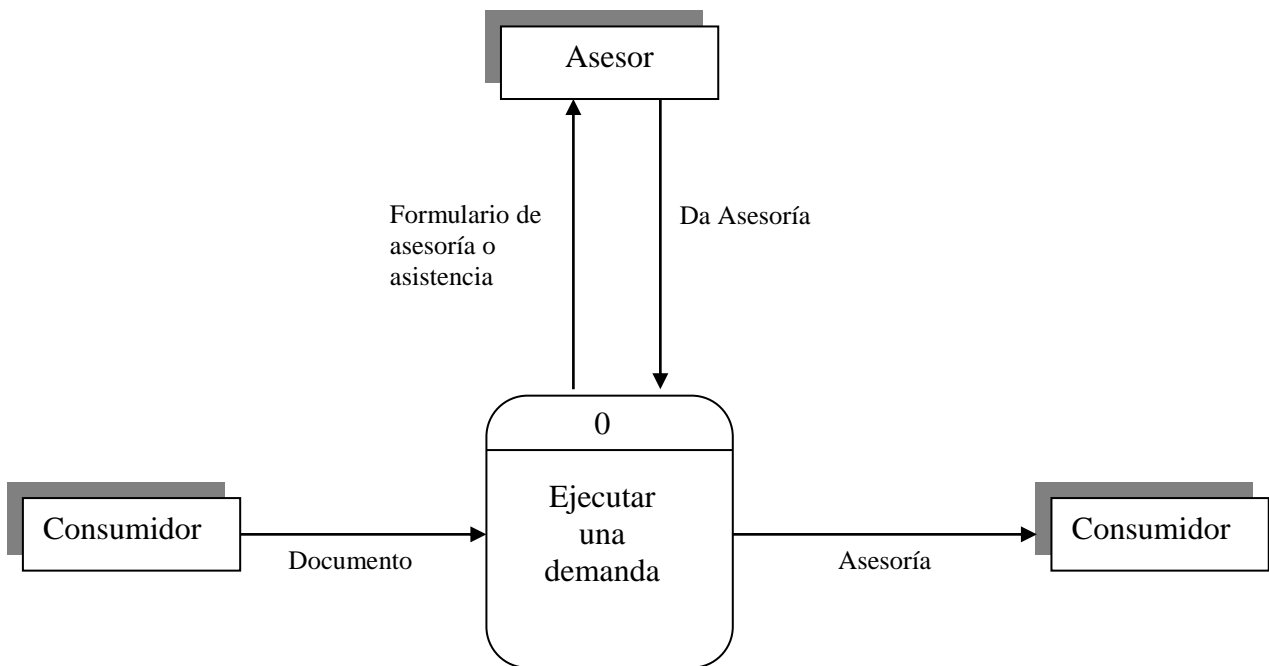 Asesor
Formulario de
asesoría o
asistencia
Da Asesoría
0
Ejecutar
una
demanda
Consumidor
Documento
Asesoría
Consumidor